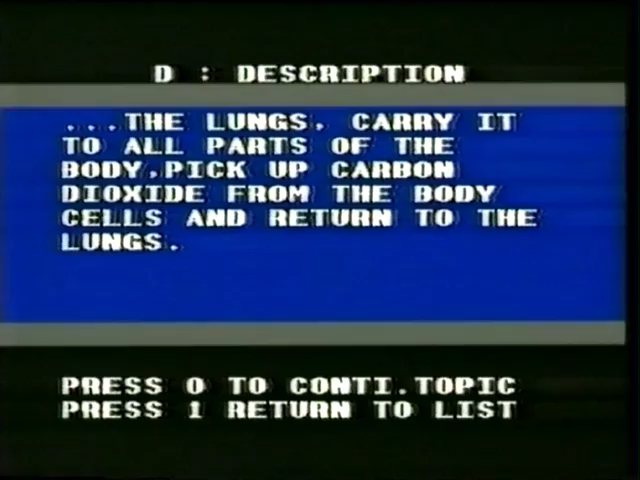 D : DESCRIPTION
...THE LUNGS. CARRY IT
TO ALL PARTS OF THE
BODY.PICK UP CARBON
DIOXIDE FROM THE BODY
CELLS AND RETURN TO THE
LUNGS.
PRESS 0 TO CONTI.TOPIC
PRESS 1 RETURN TO LIST